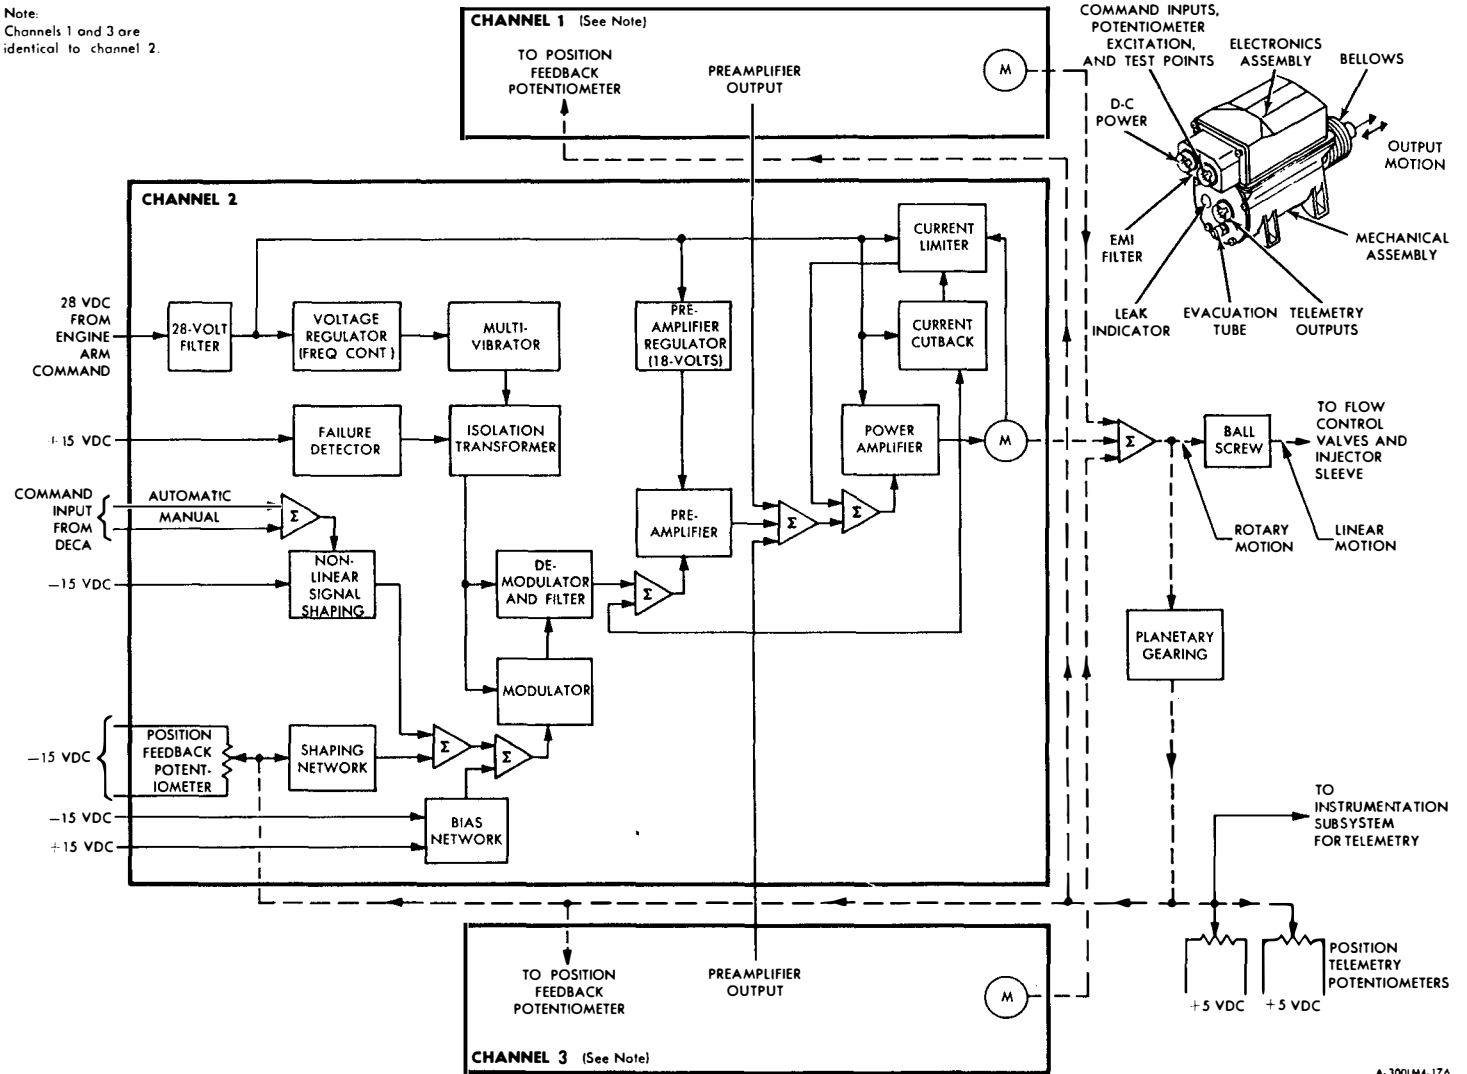 Note:
Channels 1 and 3 are
identical to channel 2.
CHANNEL 1 (See Note)
TO POSITION
FEEDBACK
POTENTIOMETER
PREAMPLIFIER
OUTPUT
M
COMMAND INPUTS,
POTENTIOMETER
EXCITATION,
AND TEST POINTS
ELECTRONICS
ASSEMBLY
BELLOWS
D-C
POWER
OUTPUT
MOTION
EMI
FILTER
MECHANICAL
ASSEMBLY
LEAK
INDICATOR
EVACUATION
TUBE
TELEMETRY
OUTPUTS
CHANNEL 2
28 VDC
FROM
ENGINE
ARM
COMMAND
28-VOLT
FILTER
VOLTAGE
REGULATOR
(FREQ CONT)
MULTI-
VIBRATOR
PRE-
AMPLIFIER
REGULATOR
(18-VOLTS)
CURRENT
LIMITER
CURRENT
CUTBACK
+15 VDC
FAILURE
DETECTOR
ISOLATION
TRANSFORMER
POWER
AMPLIFIER
M
Σ
BALL
SCREW
TO FLOW
CONTROL
VALVES AND
INJECTOR
SLEEVE
COMMAND
INPUT
FROM
DECA
AUTOMATIC
MANUAL
Σ
PRE-
AMPLIFIER
Σ
Σ
ROTARY
MOTION
LINEAR
MOTION
−15 VDC
NON-
LINEAR
SIGNAL
SHAPING
DE-
MODULATOR
AND FILTER
Σ
PLANETARY
GEARING
MODULATOR
−15 VDC
POSITION
FEEDBACK
POTENT-
IOMETER
SHAPING
NETWORK
Σ
Σ
−15 VDC
+15 VDC
BIAS
NETWORK
TO
INSTRUMENTATION
SUBSYSTEM
FOR TELEMETRY
POSITION
TELEMETRY
POTENTIOMETERS
+5 VDC
+5 VDC
TO POSITION
FEEDBACK
POTENTIOMETER
PREAMPLIFIER
OUTPUT
M
CHANNEL 3 (See Note)
A-300LM4-176